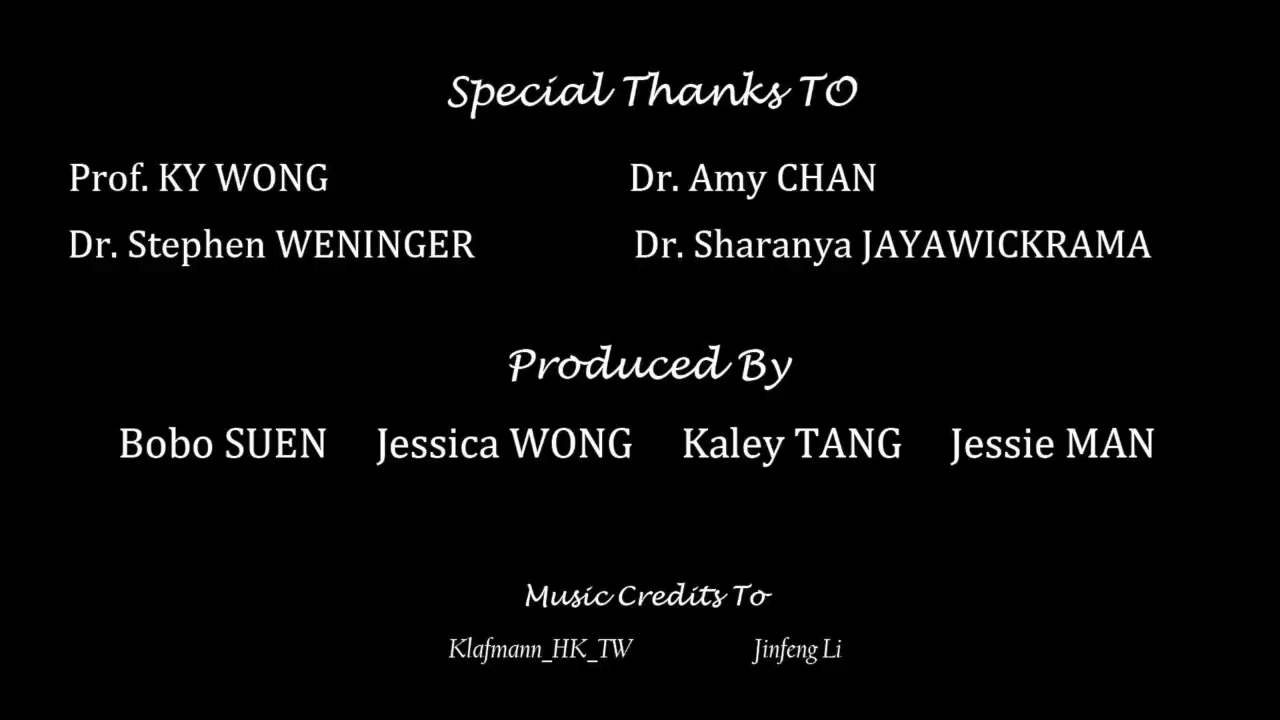 Special Thanks TO
Prof. KY WONG Dr. Amy CHAN
Dr. Stephen WENINGER Dr. Sharanya JAYAWICKRAMA
Produced By
Bobo SUEN Jessica WONG Kaley TANG Jessie MAN
Music Credits To
Klafmann_HK_TW Jinfeng Li